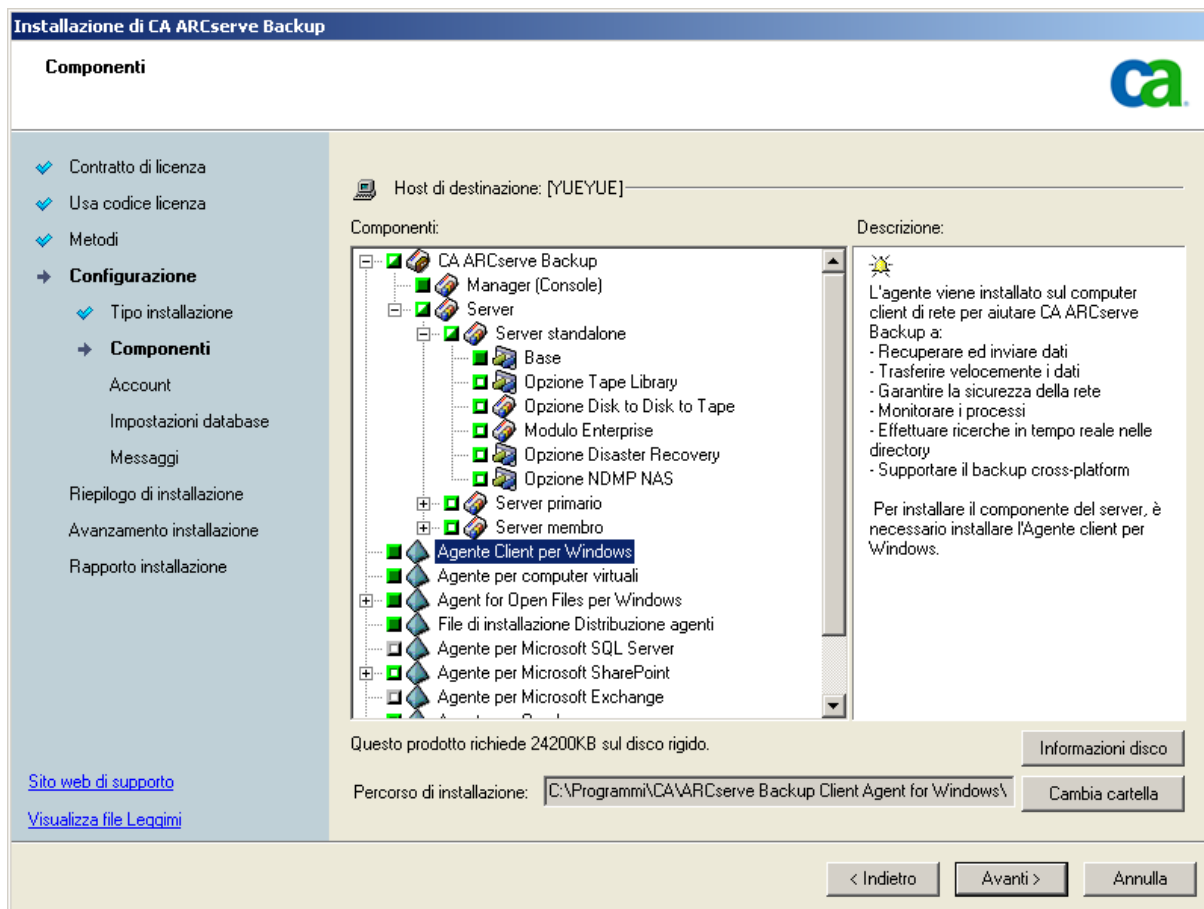 Installazione di CA ARCserve Backup
Componenti
ca
Contratto di licenza
Usa codice licenza
Metodi
Configurazione
Tipo installazione
Componenti
Account
Impostazioni database
Messaggi
Riepilogo di installazione
Avanzamento installazione
Rapporto installazione
Sito web di supporto
Visualizza file Leggimi
Host di destinazione: [YUEYUE]
Componenti:
CA ARCserve Backup
Manager (Console)
Server
Server standalone
Base
Opzione Tape Library
Opzione Disk to Disk to Tape
Modulo Enterprise
Opzione Disaster Recovery
Opzione NDMP NAS
Server primario
Server membro
Agente Client per Windows
Agente per computer virtuali
Agent for Open Files per Windows
File di installazione Distribuzione agenti
Agente per Microsoft SQL Server
Agente per Microsoft SharePoint
Agente per Microsoft Exchange
Descrizione:
L'agente viene installato sul computer
client di rete per aiutare CA ARCserve
Backup a:
- Recuperare ed inviare dati
- Trasferire velocemente i dati
- Garantire la sicurezza della rete
- Monitorare i processi
- Effettuare ricerche in tempo reale nelle
directory
- Supportare il backup cross-platform
Per installare il componente del server, è
necessario installare l'Agente client per
Windows.
Questo prodotto richiede 24200KB sul disco rigido.
Informazioni disco
Percorso di installazione:
C:\Programmi\CA\ARCserve Backup Client Agent for Windows\
Cambia cartella
< Indietro
Avanti >
Annulla